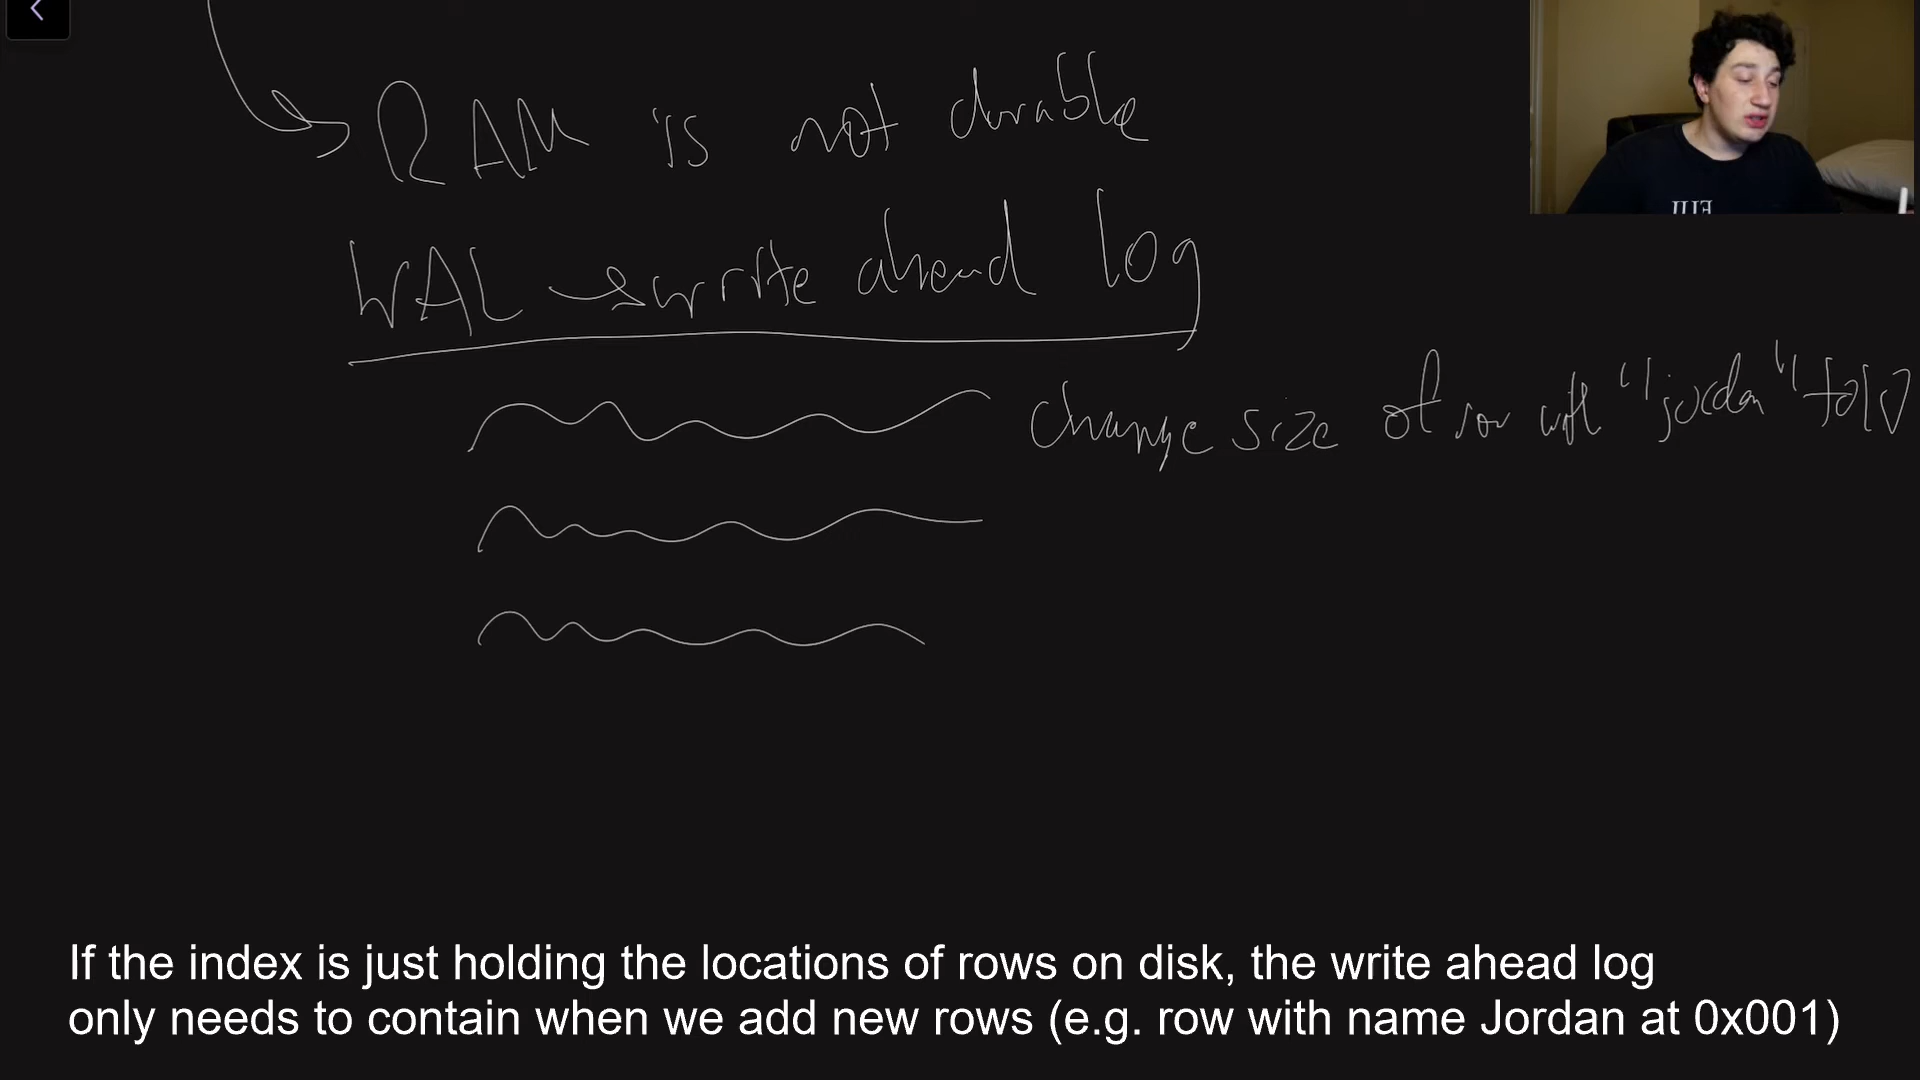 RAM is not durable
WAL → write ahead log
change size of row with "jordan" to 10
If the index is just holding the locations of rows on disk, the write ahead log
only needs to contain when we add new rows (e.g. row with name Jordan at 0x001)